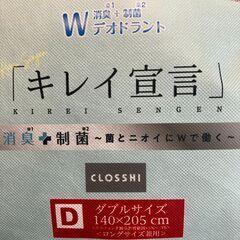 ※1 ※2
W 消臭+制菌
デオドラント
「キレイ宣言」
KIREI SENGEN
消臭※1+制菌※2 ～菌とニオイにWで働く～
CLOSSHI
D ダブルサイズ
140×205cm
<ロングサイズ兼用>